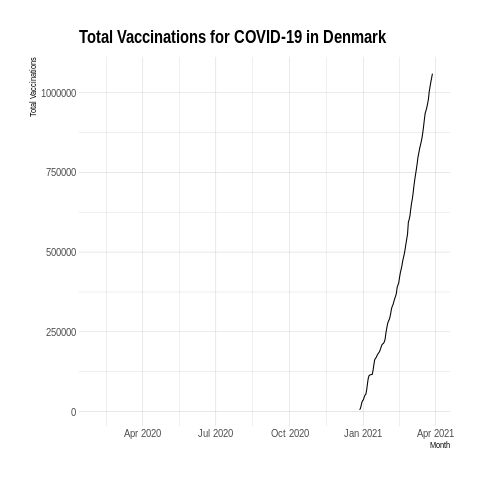 Total Vaccinations for COVID-19 in Denmark
Total Vaccinations
1000000
750000
500000
250000
0
Apr 2020
Jul 2020
Oct 2020
Jan 2021
Apr 2021
Month